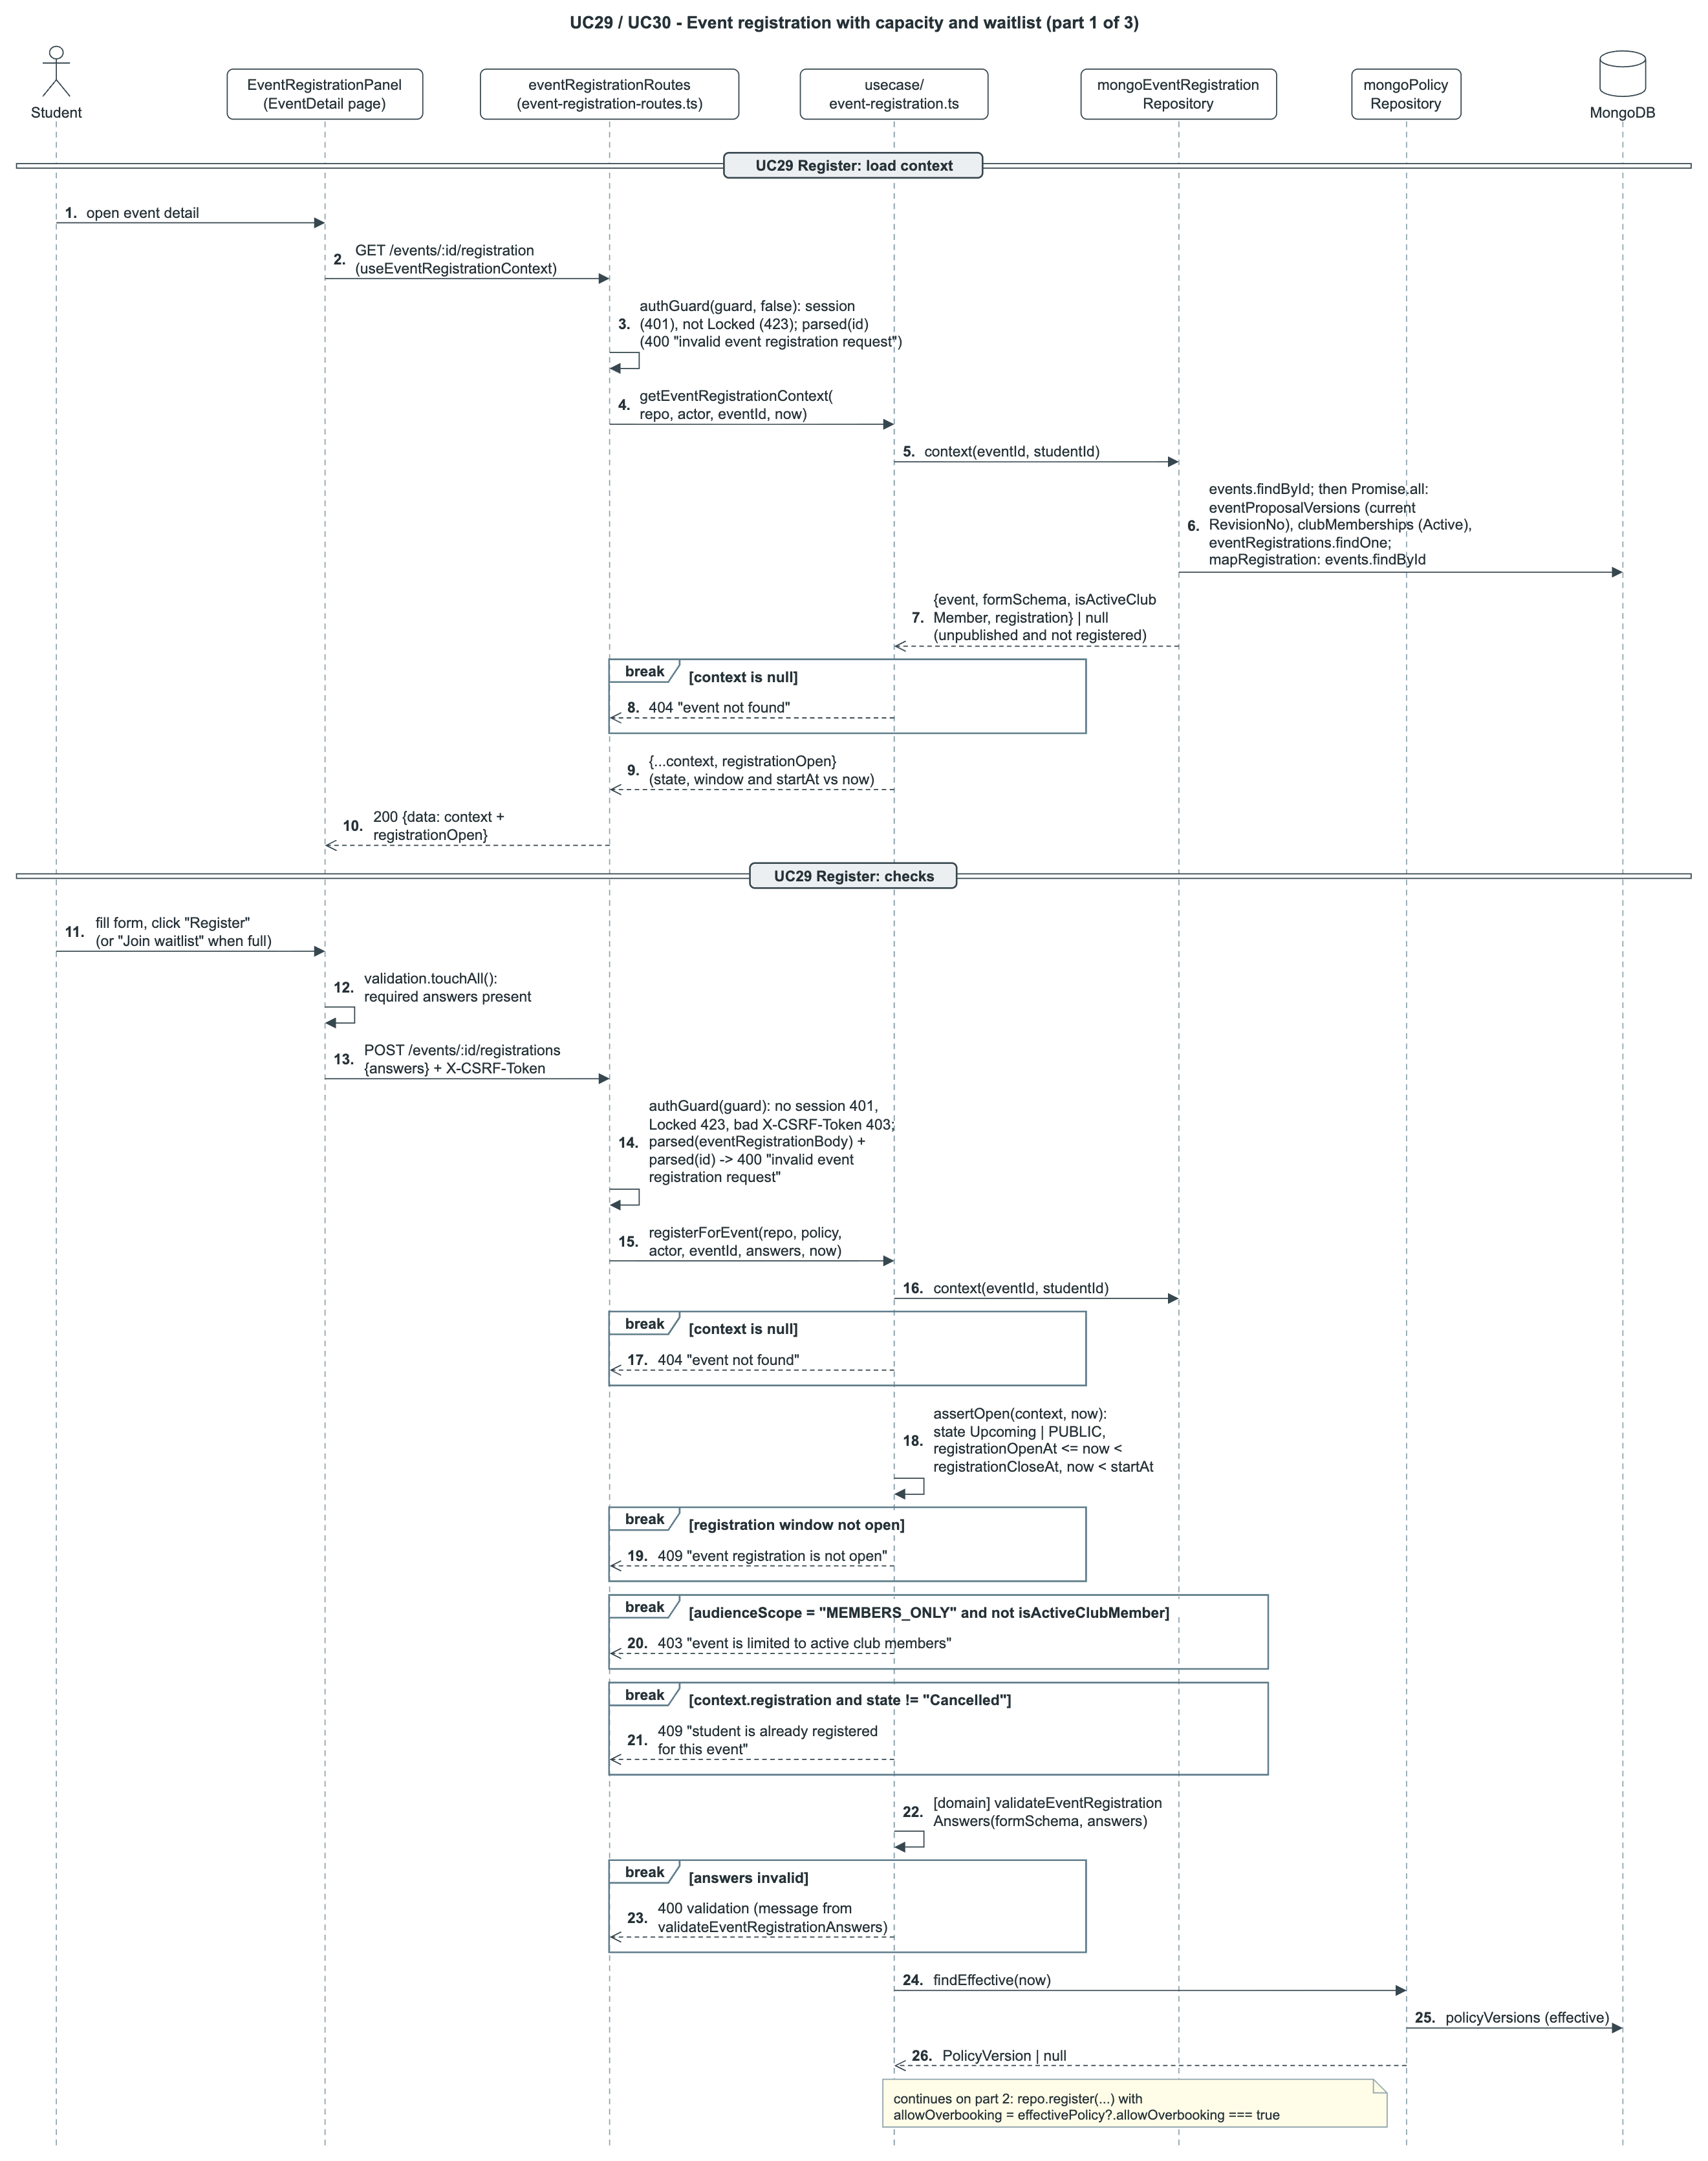 UC29 / UC30 - Event registration with capacity and waitlist (part 1 of 3)
Student
EventRegistrationPanel
(EventDetail page)
eventRegistrationRoutes
(event-registration-routes.ts)
usecase/
event-registration.ts
mongoEventRegistration
Repository
mongoPolicy
Repository
MongoDB
UC29 Register: load context
1. open event detail
2. GET /events/:id/registration
(useEventRegistrationContext)
3. authGuard(guard, false): session
(401), not Locked (423); parsed(id)
(400 "invalid event registration request")
4. getEventRegistrationContext(
repo, actor, eventId, now)
5. context(eventId, studentId)
6. events.findById; then Promise.all:
eventProposalVersions (current
RevisionNo), clubMemberships (Active),
eventRegistrations.findOne;
mapRegistration: events.findById
7. {event, formSchema, isActiveClub
Member, registration} | null
(unpublished and not registered)
break [context is null]
8. 404 "event not found"
9. {...context, registrationOpen}
(state, window and startAt vs now)
10. 200 {data: context +
registrationOpen}
UC29 Register: checks
11. fill form, click "Register"
(or "Join waitlist" when full)
12. validation.touchAll():
required answers present
13. POST /events/:id/registrations
{answers} + X-CSRF-Token
14. authGuard(guard): no session 401,
Locked 423, bad X-CSRF-Token 403;
parsed(eventRegistrationBody) +
parsed(id) -> 400 "invalid event
registration request"
15. registerForEvent(repo, policy,
actor, eventId, answers, now)
16. context(eventId, studentId)
break [context is null]
17. 404 "event not found"
18. assertOpen(context, now):
state Upcoming | PUBLIC,
registrationOpenAt <= now <
registrationCloseAt, now < startAt
break [registration window not open]
19. 409 "event registration is not open"
break [audienceScope = "MEMBERS_ONLY" and not isActiveClubMember]
20. 403 "event is limited to active club members"
break [context.registration and state != "Cancelled"]
21. 409 "student is already registered
for this event"
22. [domain] validateEventRegistration
Answers(formSchema, answers)
break [answers invalid]
23. 400 validation (message from
validateEventRegistrationAnswers)
24. findEffective(now)
25. policyVersions (effective)
26. PolicyVersion | null
continues on part 2: repo.register(...) with
allowOverbooking = effectivePolicy?.allowOverbooking === true